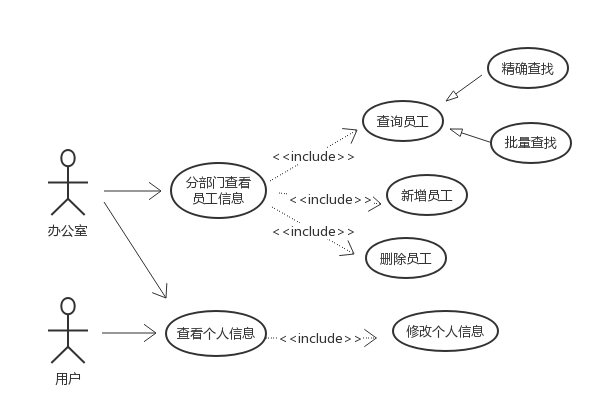 精确查找
查询员工
批量查找
<<include>>
分部门查看
员工信息
<<include>>
新增员工
办公室
<<include>>
删除员工
查看个人信息
<<include>>
修改个人信息
用户